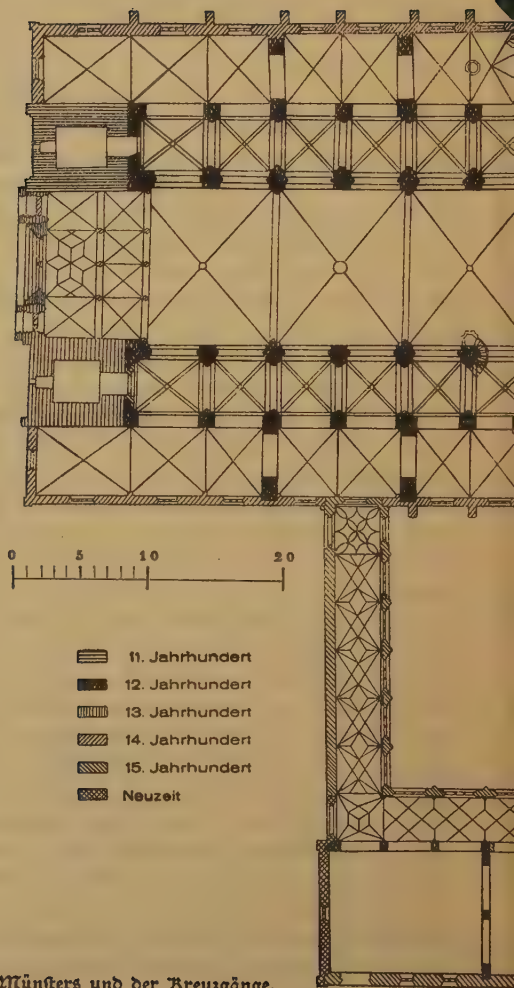 0 5 10 20
11. Jahrhundert
12. Jahrhundert
13. Jahrhundert
14. Jahrhundert
15. Jahrhundert
Neuzeit
Münsters und der Kreuzgänge.